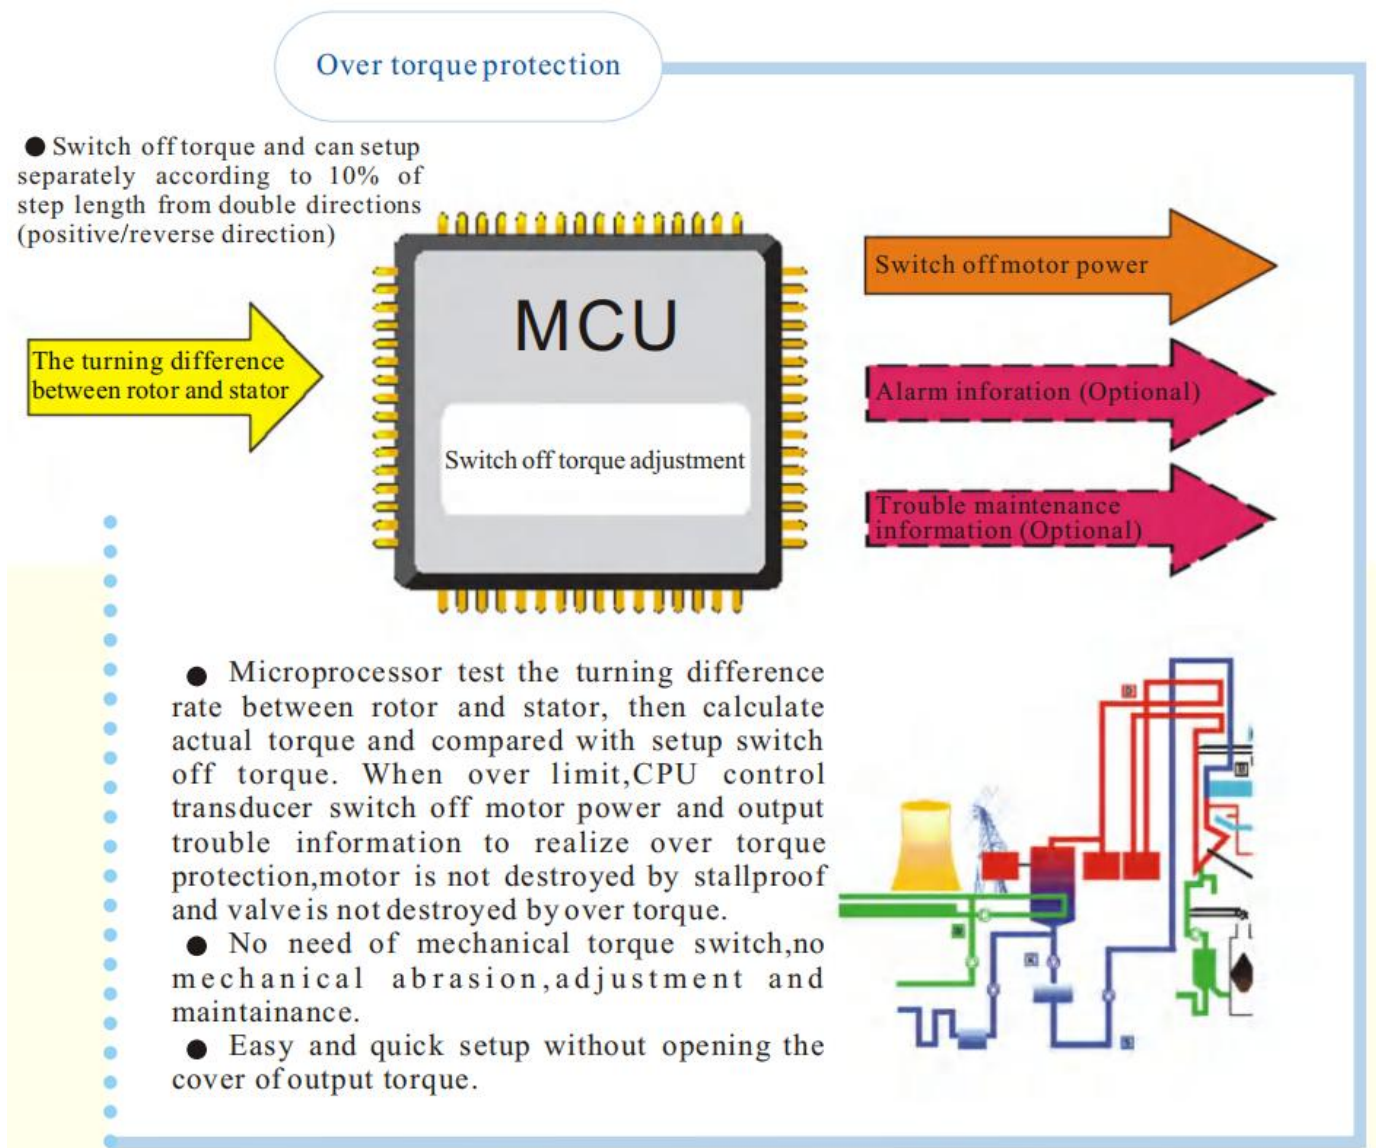 Over torque protection
● Switch off torque and can setup
separately according to 10% of
step length from double directions
(positive/reverse direction)
The turning difference
between rotor and stator
MCU
Switch off torque adjustment
Switch off motor power
Alarm inforation (Optional)
Trouble maintenance
information (Optional)
● Microprocessor test the turning difference
rate between rotor and stator, then calculate
actual torque and compared with setup switch
off torque. When over limit,CPU control
transducer switch off motor power and output
trouble information to realize over torque
protection,motor is not destroyed by stallproof
and valve is not destroyed by over torque.
● No need of mechanical torque switch,no
mechanical abrasion,adjustment and
maintainance.
● Easy and quick setup without opening the
cover of output torque.